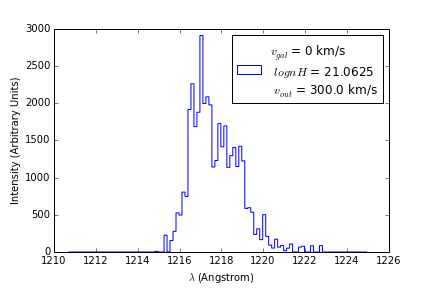 3000
2500
2000
1500
1000
500
0
Intensity (Arbitrary Units)
v_gal = 0 km/s
lognH = 21.0625
v_out = 300.0 km/s
1210 1212 1214 1216 1218 1220 1222 1224 1226
λ (Angstrom)